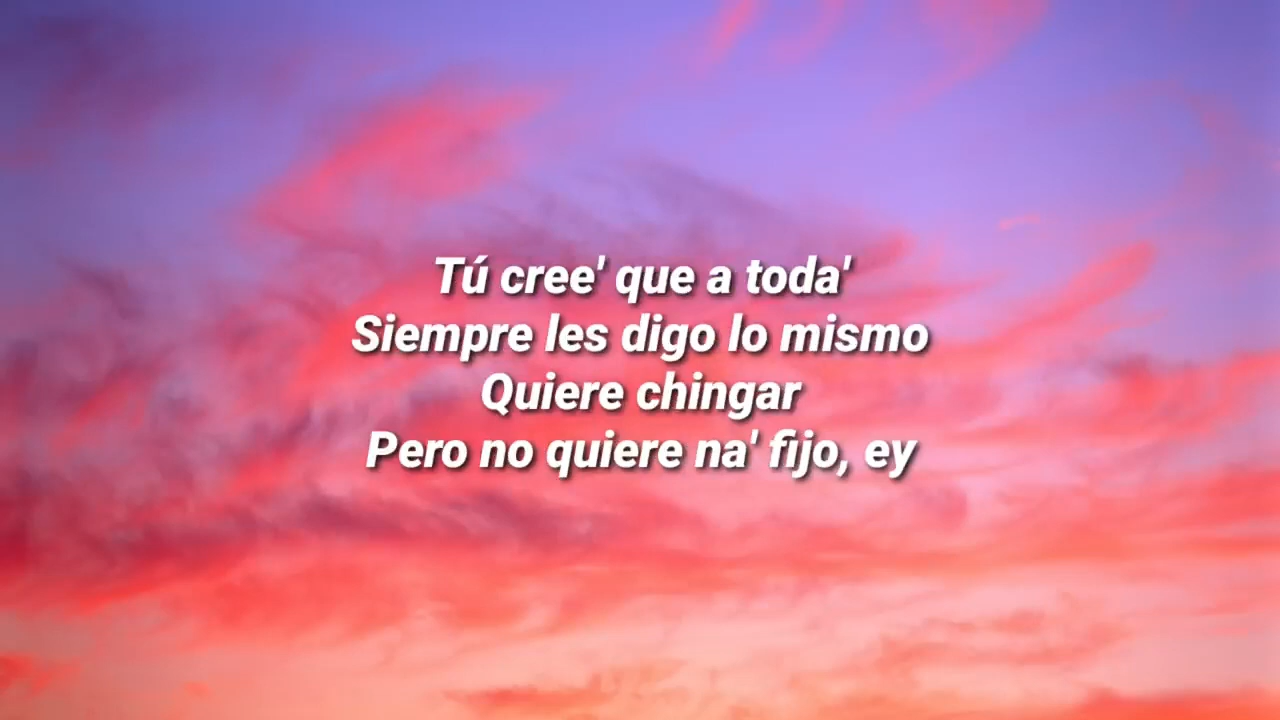 Tú cree' que a toda'
Siempre les digo lo mismo
Quiere chingar
Pero no quiere na' fijo, ey